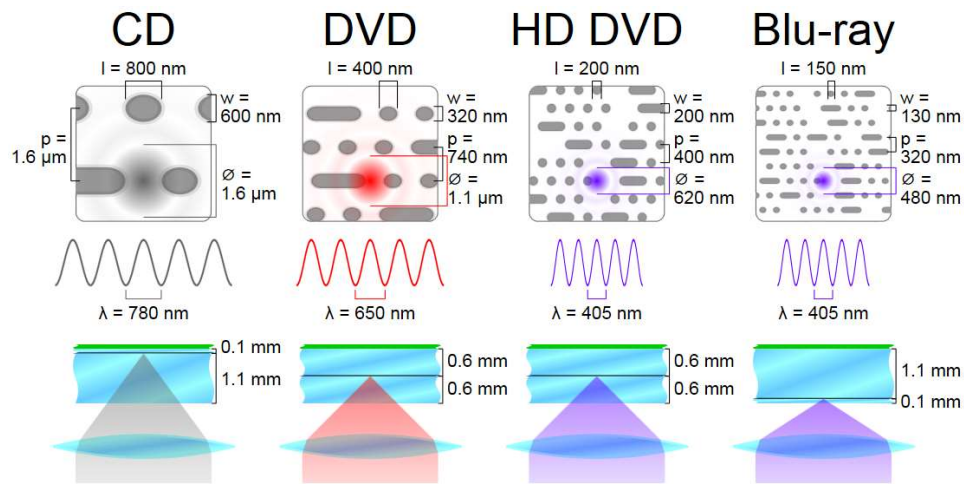 CD
l = 800 nm
w =
600 nm
p =
1.6 µm
Ø =
1.6 µm
λ = 780 nm
0.1 mm
1.1 mm
DVD
l = 400 nm
w =
320 nm
p =
740 nm
Ø =
1.1 µm
λ = 650 nm
0.6 mm
0.6 mm
HD DVD
l = 200 nm
w =
200 nm
p =
400 nm
Ø =
620 nm
λ = 405 nm
0.6 mm
0.6 mm
Blu-ray
l = 150 nm
w =
130 nm
p =
320 nm
Ø =
480 nm
λ = 405 nm
1.1 mm
0.1 mm